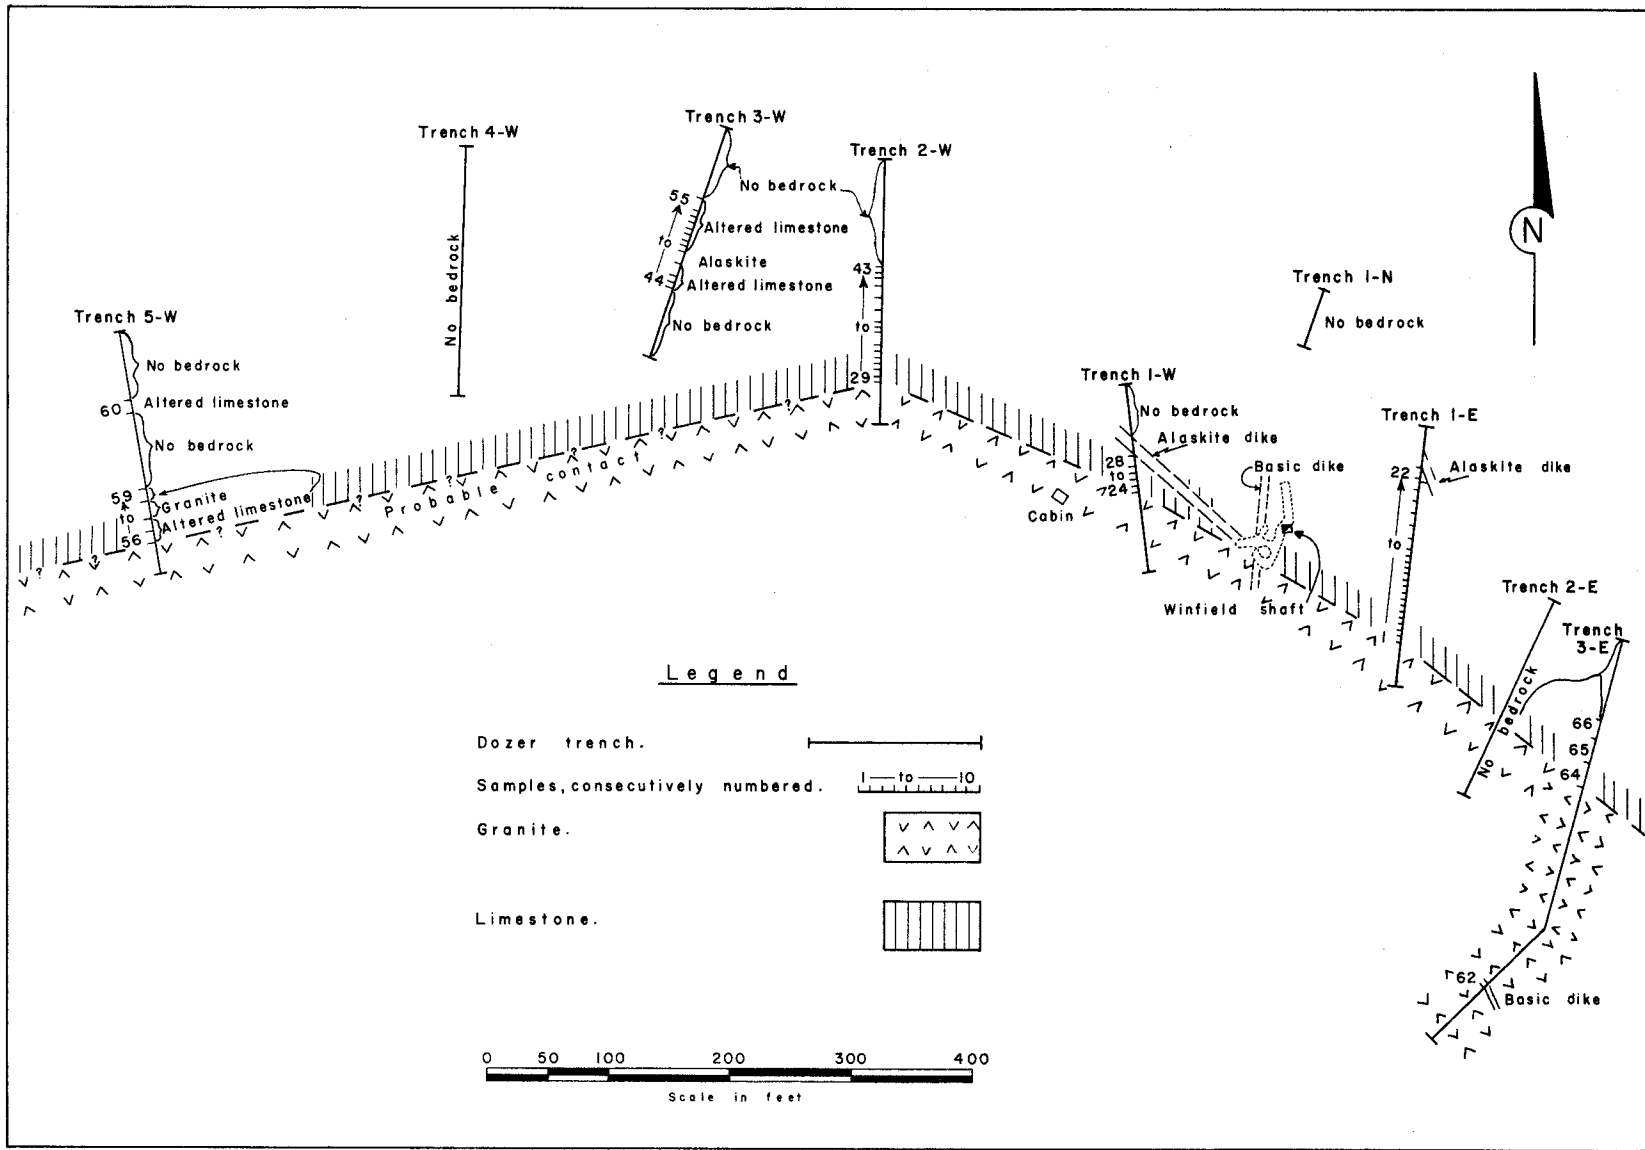 Trench 5-W
No bedrock
60
Altered limestone
No bedrock
59
to
56
Granite
Altered limestone
Trench 4-W
No bedrock
Trench 3-W
No bedrock
55
to
44
Altered limestone
Alaskite
Altered limestone
No bedrock
Trench 2-W
43
to
29
? ? ? ? ? ? ? ? ?
Probable contact
N
Trench 1-N
No bedrock
Trench 1-W
No bedrock
Alaskite dike
28
to
24
Basic dike
Cabin
Winfield shaft
Trench 1-E
22
to
1
Alaskite dike
Trench 2-E
No bedrock
Trench
3-E
66
65
64
62
Basic dike
Legend
Dozer trench.
Samples, consecutively numbered.
1 to 10
Granite.
Limestone.
0 50 100 200 300 400
Scale in feet